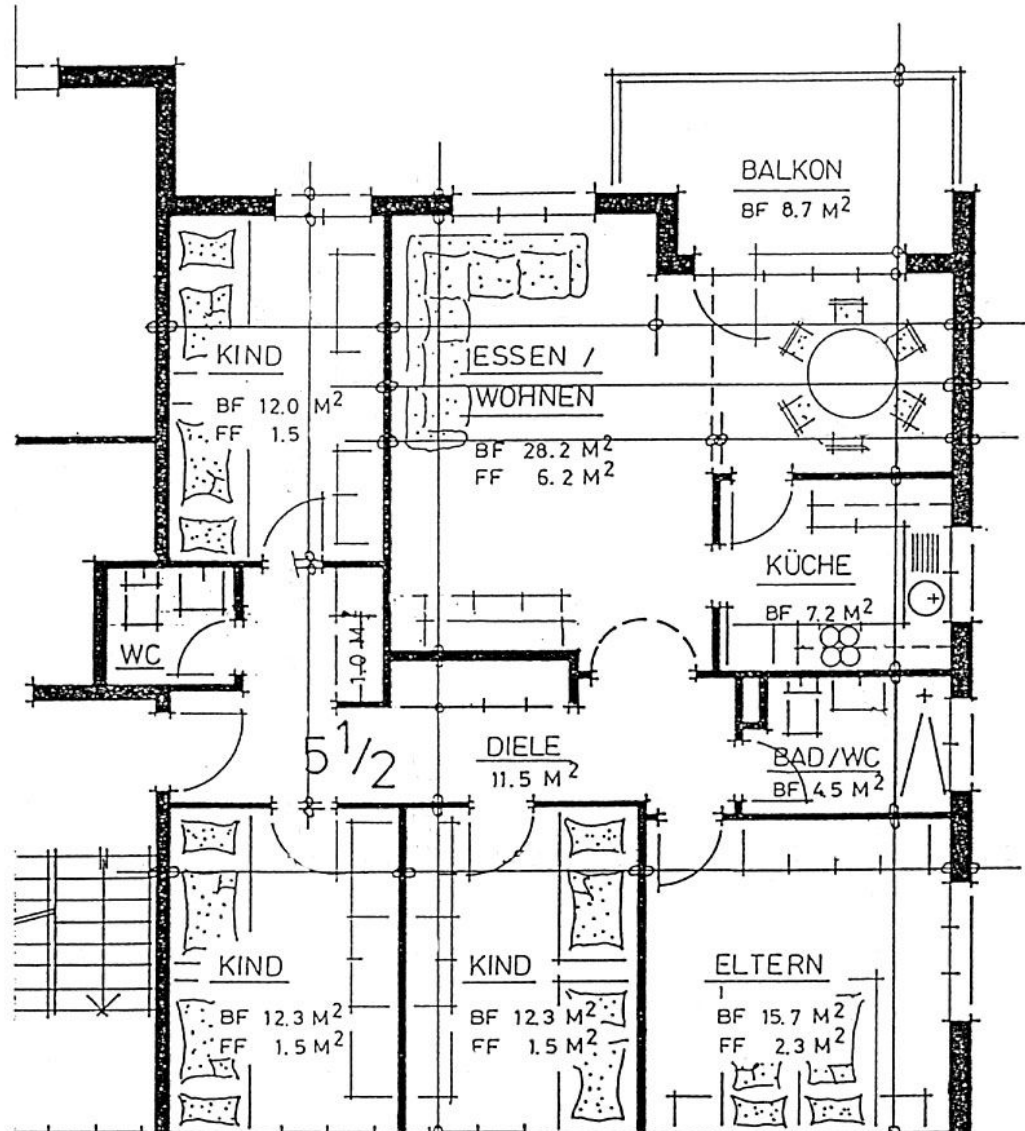 BALKON
BF 8.7 M²
KIND
BF 12.0 M²
FF 1.5
ESSEN /
WOHNEN
BF 28.2 M²
FF 6.2 M²
KÜCHE
BF 7.2 M²
WC
1.0 M²
5 1/2
DIELE
11.5 M²
BAD/WC
BF 4.5 M²
KIND
BF 12.3 M²
FF 1.5 M²
KIND
BF 12.3 M²
FF 1.5 M²
ELTERN
BF 15.7 M²
FF 2.3 M²